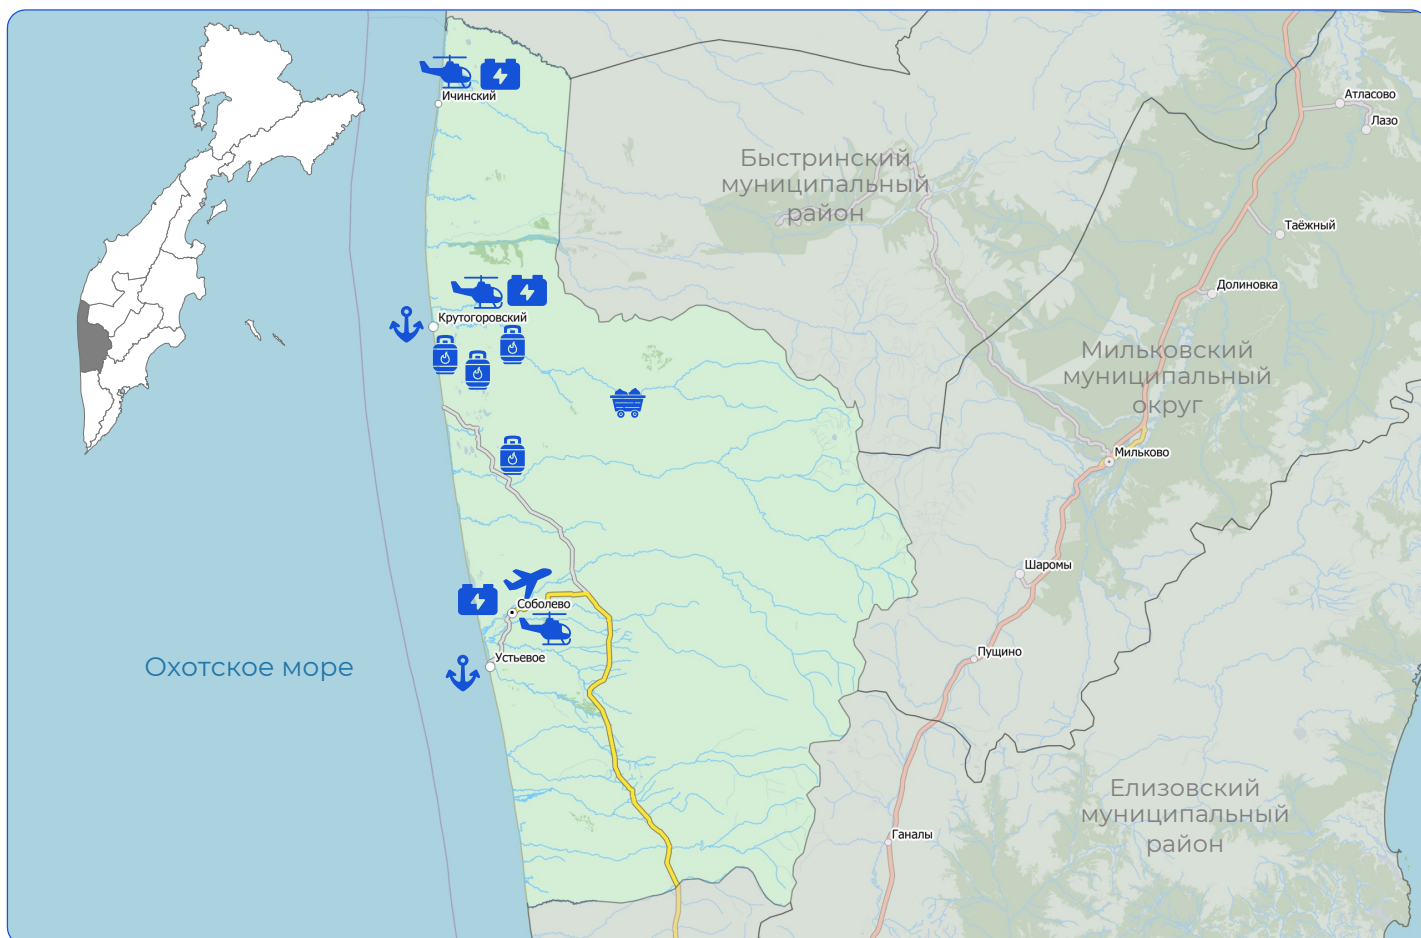 Ичинский
Атласово
Лазо
Быстринский
муниципальный
район
Таёжный
Долиновка
Крутогоровский
Мильковский
муниципальный
округ
Мильково
Шаромы
Соболево
Устьевое
Пущино
Охотское море
Елизовский
муниципальный
район
Ганалы